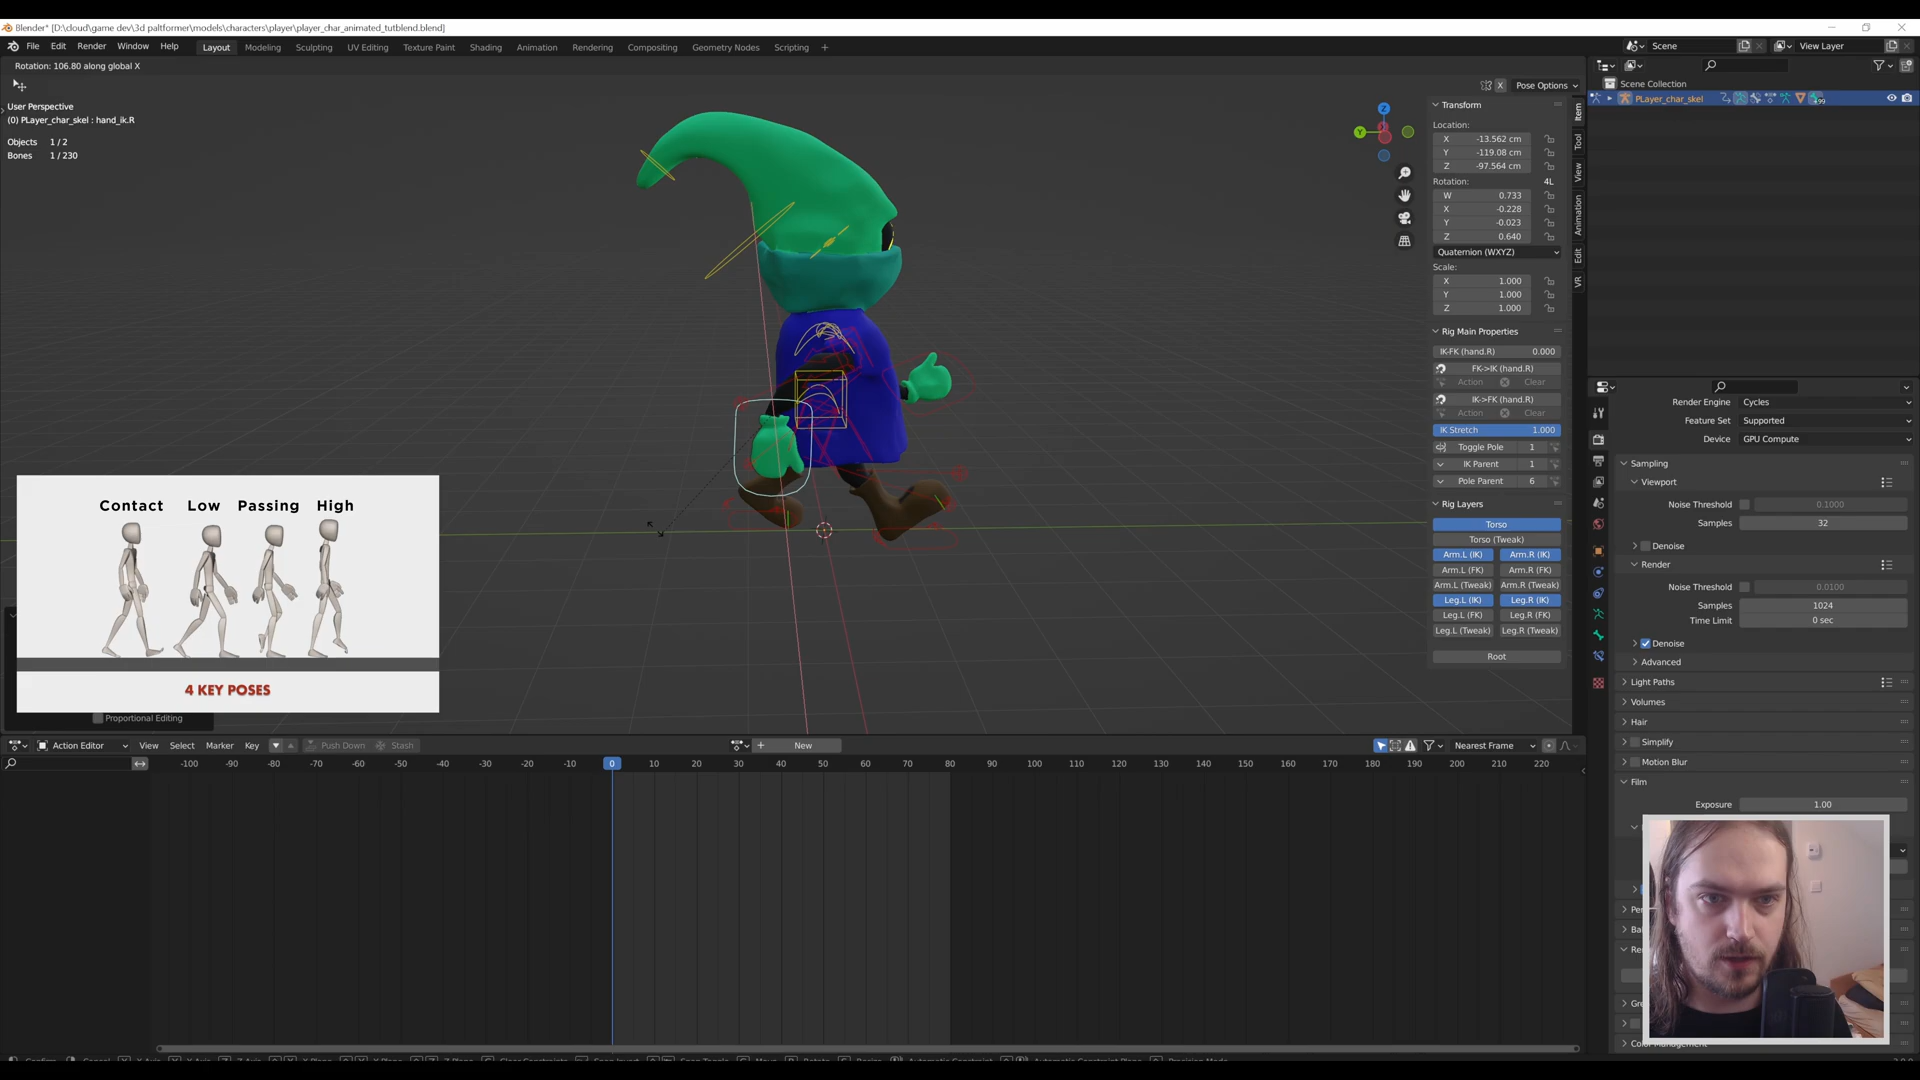 Blender* [D:\cloud\game dev\3d paltformer\models\characters\player\player_char_animated_tutblend.blend]
File Edit Render Window Help Layout Modeling Sculpting UV Editing Texture Paint Shading Animation Rendering Compositing Geometry Nodes Scripting + Scene View Layer
Rotation: 106.80 along global X
X Pose Options
User Perspective
(0) PLayer_char_skel : hand_ik.R
Objects 1 / 2
Bones 1 / 230
Z
Y
Transform
Location:
X -13.562 cm
Y -119.08 cm
Z -97.564 cm
Rotation: 4L
W 0.733
X -0.228
Y -0.023
Z 0.640
Quaternion (WXYZ)
Scale:
X 1.000
Y 1.000
Z 1.000
Rig Main Properties
IK-FK (hand.R) 0.000
FK->IK (hand.R)
Action Clear
IK->FK (hand.R)
Action Clear
IK Stretch 1.000
Toggle Pole 1
IK Parent 1
Pole Parent 6
Rig Layers
Torso
Torso (Tweak)
Arm.L (IK) Arm.R (IK)
Arm.L (FK) Arm.R (FK)
Arm.L (Tweak) Arm.R (Tweak)
Leg.L (IK) Leg.R (IK)
Leg.L (FK) Leg.R (FK)
Leg.L (Tweak) Leg.R (Tweak)
Root
Item
Tool
View
Animation
Edit
VR
Scene Collection
PLayer_char_skel
99
Render Engine Cycles
Feature Set Supported
Device GPU Compute
Sampling
Viewport
Noise Threshold 0.1000
Samples 32
Denoise
Render
Noise Threshold 0.0100
Samples 1024
Time Limit 0 sec
Denoise
Advanced
Light Paths
Volumes
Hair
Simplify
Motion Blur
Film
Exposure 1.00
Contact Low Passing High
4 KEY POSES
Proportional Editing
Action Editor View Select Marker Key Push Down Stash + New Nearest Frame
-100 -90 -80 -70 -60 -50 -40 -30 -20 -10 0 10 20 30 40 50 60 70 80 90 100 110 120 130 140 150 160 170 180 190 200 210 220